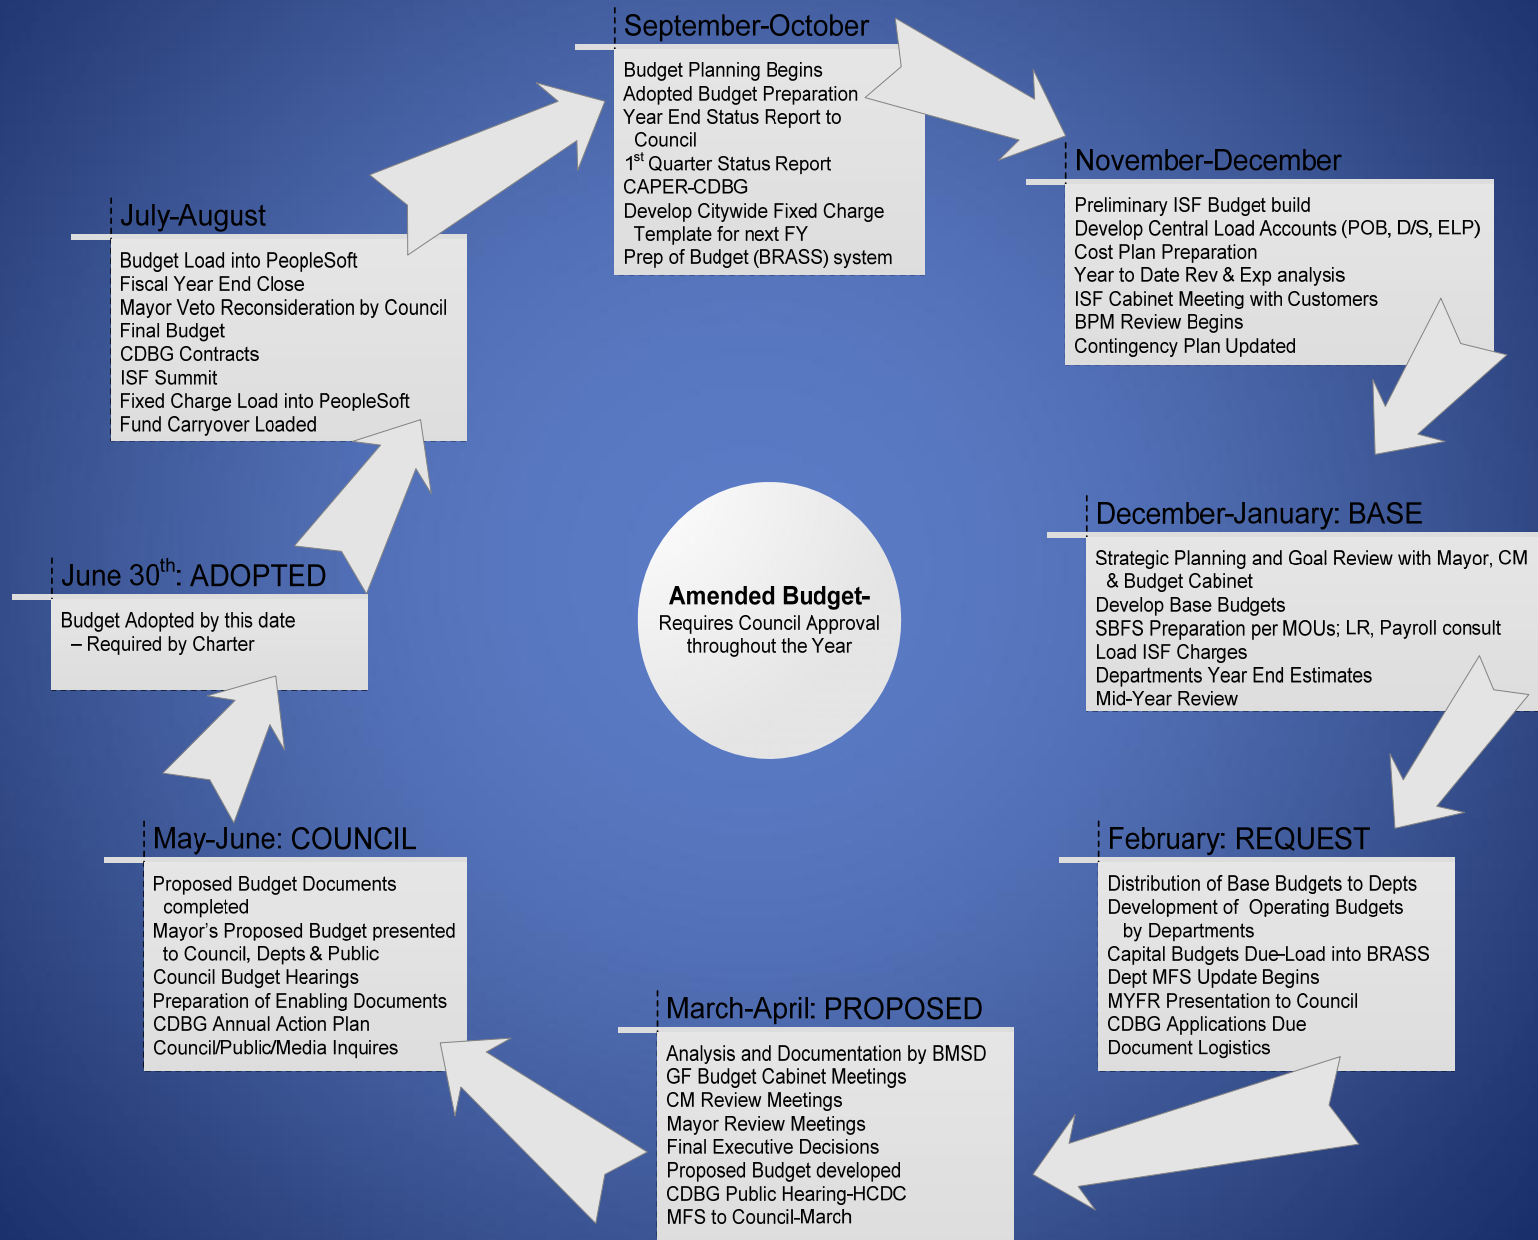 September-October
Budget Planning Begins
Adopted Budget Preparation
Year End Status Report to
Council
1st Quarter Status Report
CAPER-CDBG
Develop Citywide Fixed Charge
Template for next FY
Prep of Budget (BRASS) system
November-December
Preliminary ISF Budget build
Develop Central Load Accounts (POB, D/S, ELP)
Cost Plan Preparation
Year to Date Rev & Exp analysis
ISF Cabinet Meeting with Customers
BPM Review Begins
Contingency Plan Updated
December-January: BASE
Strategic Planning and Goal Review with Mayor, CM
& Budget Cabinet
Develop Base Budgets
SBFS Preparation per MOUs; LR, Payroll consult
Load ISF Charges
Departments Year End Estimates
Mid-Year Review
February: REQUEST
Distribution of Base Budgets to Depts
Development of Operating Budgets
by Departments
Capital Budgets Due–Load into BRASS
Dept MFS Update Begins
MYFR Presentation to Council
CDBG Applications Due
Document Logistics
March-April: PROPOSED
Analysis and Documentation by BMSD
GF Budget Cabinet Meetings
CM Review Meetings
Mayor Review Meetings
Final Executive Decisions
Proposed Budget developed
CDBG Public Hearing-HCDC
MFS to Council-March
May-June: COUNCIL
Proposed Budget Documents
completed
Mayor's Proposed Budget presented
to Council, Depts & Public
Council Budget Hearings
Preparation of Enabling Documents
CDBG Annual Action Plan
Council/Public/Media Inquires
June 30th: ADOPTED
Budget Adopted by this date
– Required by Charter
July-August
Budget Load into PeopleSoft
Fiscal Year End Close
Mayor Veto Reconsideration by Council
Final Budget
CDBG Contracts
ISF Summit
Fixed Charge Load into PeopleSoft
Fund Carryover Loaded
Amended Budget-
Requires Council Approval
throughout the Year